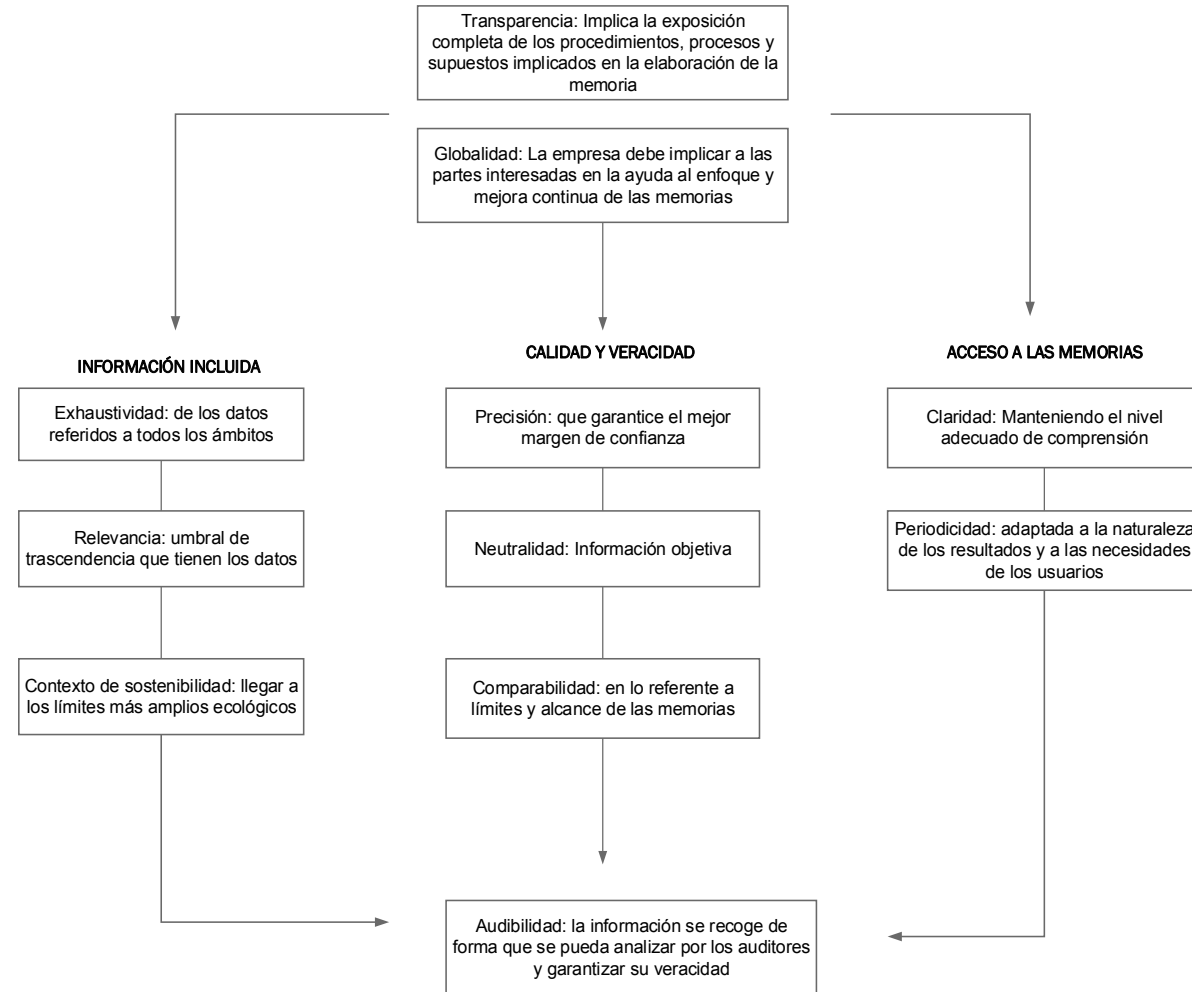 Transparencia: Implica la exposición
completa de los procedimientos, procesos y
supuestos implicados en la elaboración de la
memoria
Globalidad: La empresa debe implicar a las
partes interesadas en la ayuda al enfoque y
mejora continua de las memorias
INFORMACIÓN INCLUIDA
Exhaustividad: de los datos
referidos a todos los ámbitos
Relevancia: umbral de
trascendencia que tienen los datos
Contexto de sostenibilidad: llegar a
los límites más amplios ecológicos
CALIDAD Y VERACIDAD
Precisión: que garantice el mejor
margen de confianza
Neutralidad: Información objetiva
Comparabilidad: en lo referente a
límites y alcance de las memorias
ACCESO A LAS MEMORIAS
Claridad: Manteniendo el nivel
adecuado de comprensión
Periodicidad: adaptada a la naturaleza
de los resultados y a las necesidades
de los usuarios
Audibilidad: la información se recoge de
forma que se pueda analizar por los auditores
y garantizar su veracidad